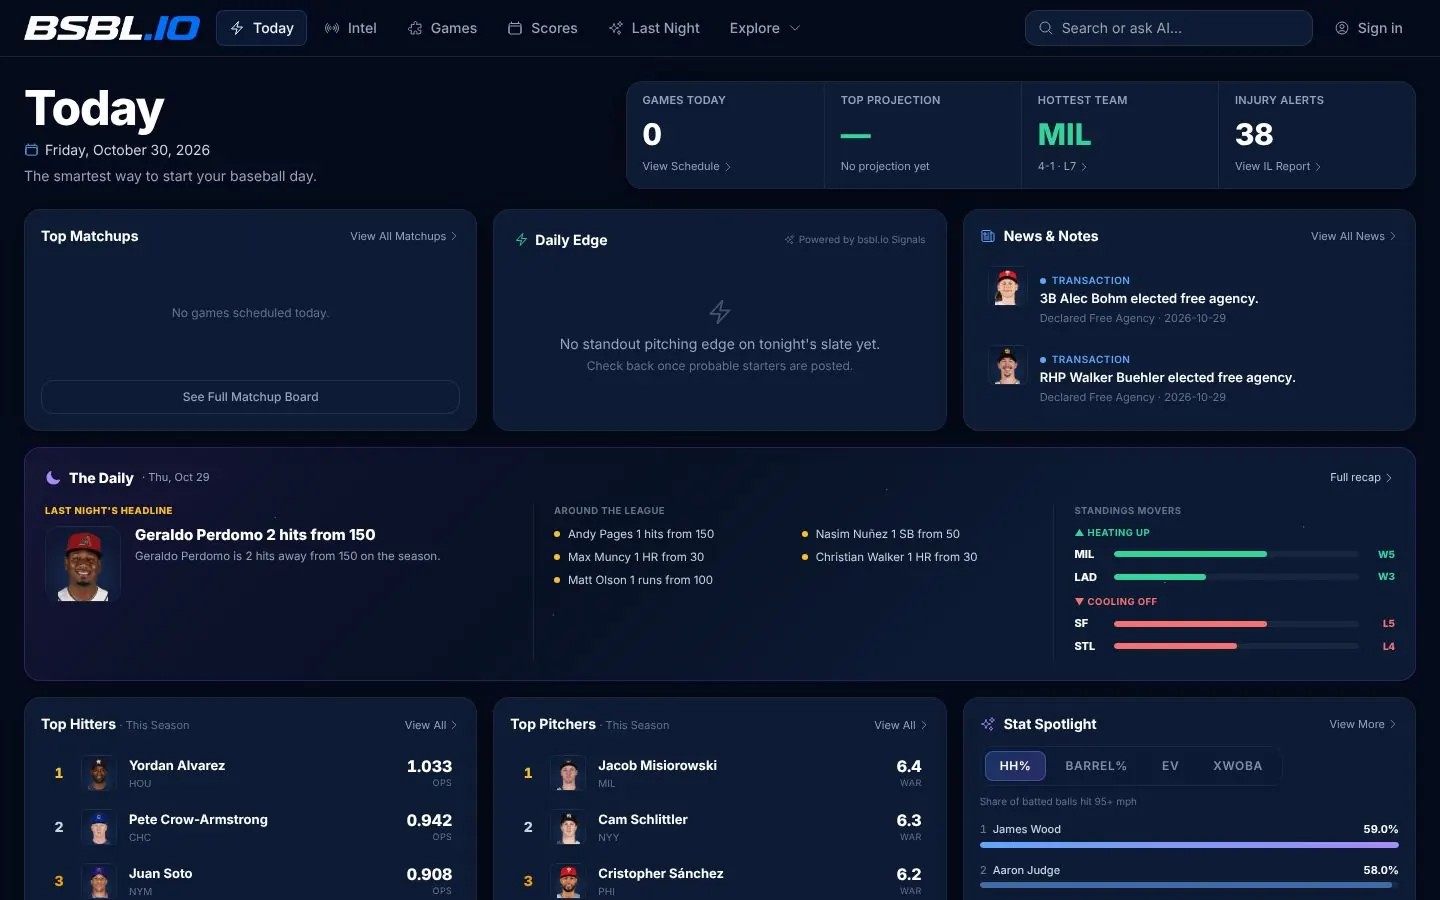 BSBL.IO
Today
Intel
Games
Scores
Last Night
Explore
Search or ask AI...
Sign in
Today
Friday, October 30, 2026
The smartest way to start your baseball day.
GAMES TODAY
0
View Schedule
TOP PROJECTION
—
No projection yet
HOTTEST TEAM
MIL
4-1 · L7
INJURY ALERTS
38
View IL Report
Top Matchups
View All Matchups
No games scheduled today.
See Full Matchup Board
Daily Edge
Powered by bsbl.io Signals
No standout pitching edge on tonight's slate yet.
Check back once probable starters are posted.
News & Notes
View All News
TRANSACTION
3B Alec Bohm elected free agency.
Declared Free Agency · 2026-10-29
TRANSACTION
RHP Walker Buehler elected free agency.
Declared Free Agency · 2026-10-29
The Daily · Thu, Oct 29
Full recap
LAST NIGHT'S HEADLINE
Geraldo Perdomo 2 hits from 150
Geraldo Perdomo is 2 hits away from 150 on the season.
AROUND THE LEAGUE
Andy Pages 1 hits from 150
Max Muncy 1 HR from 30
Matt Olson 1 runs from 100
Nasim Nuñez 1 SB from 50
Christian Walker 1 HR from 30
STANDINGS MOVERS
▲ HEATING UP
MIL W5
LAD W3
▼ COOLING OFF
SF L5
STL L4
Top Hitters · This Season
View All
1 Yordan Alvarez 1.033
HOU OPS
2 Pete Crow-Armstrong 0.942
CHC OPS
3 Juan Soto 0.908
NYM OPS
Top Pitchers · This Season
View All
1 Jacob Misiorowski 6.4
MIL WAR
2 Cam Schlittler 6.3
NYY WAR
3 Cristopher Sánchez 6.2
PHI WAR
Stat Spotlight
View More
HH%
BARREL%
EV
XWOBA
Share of batted balls hit 95+ mph
1 James Wood 59.0%
2 Aaron Judge 58.0%